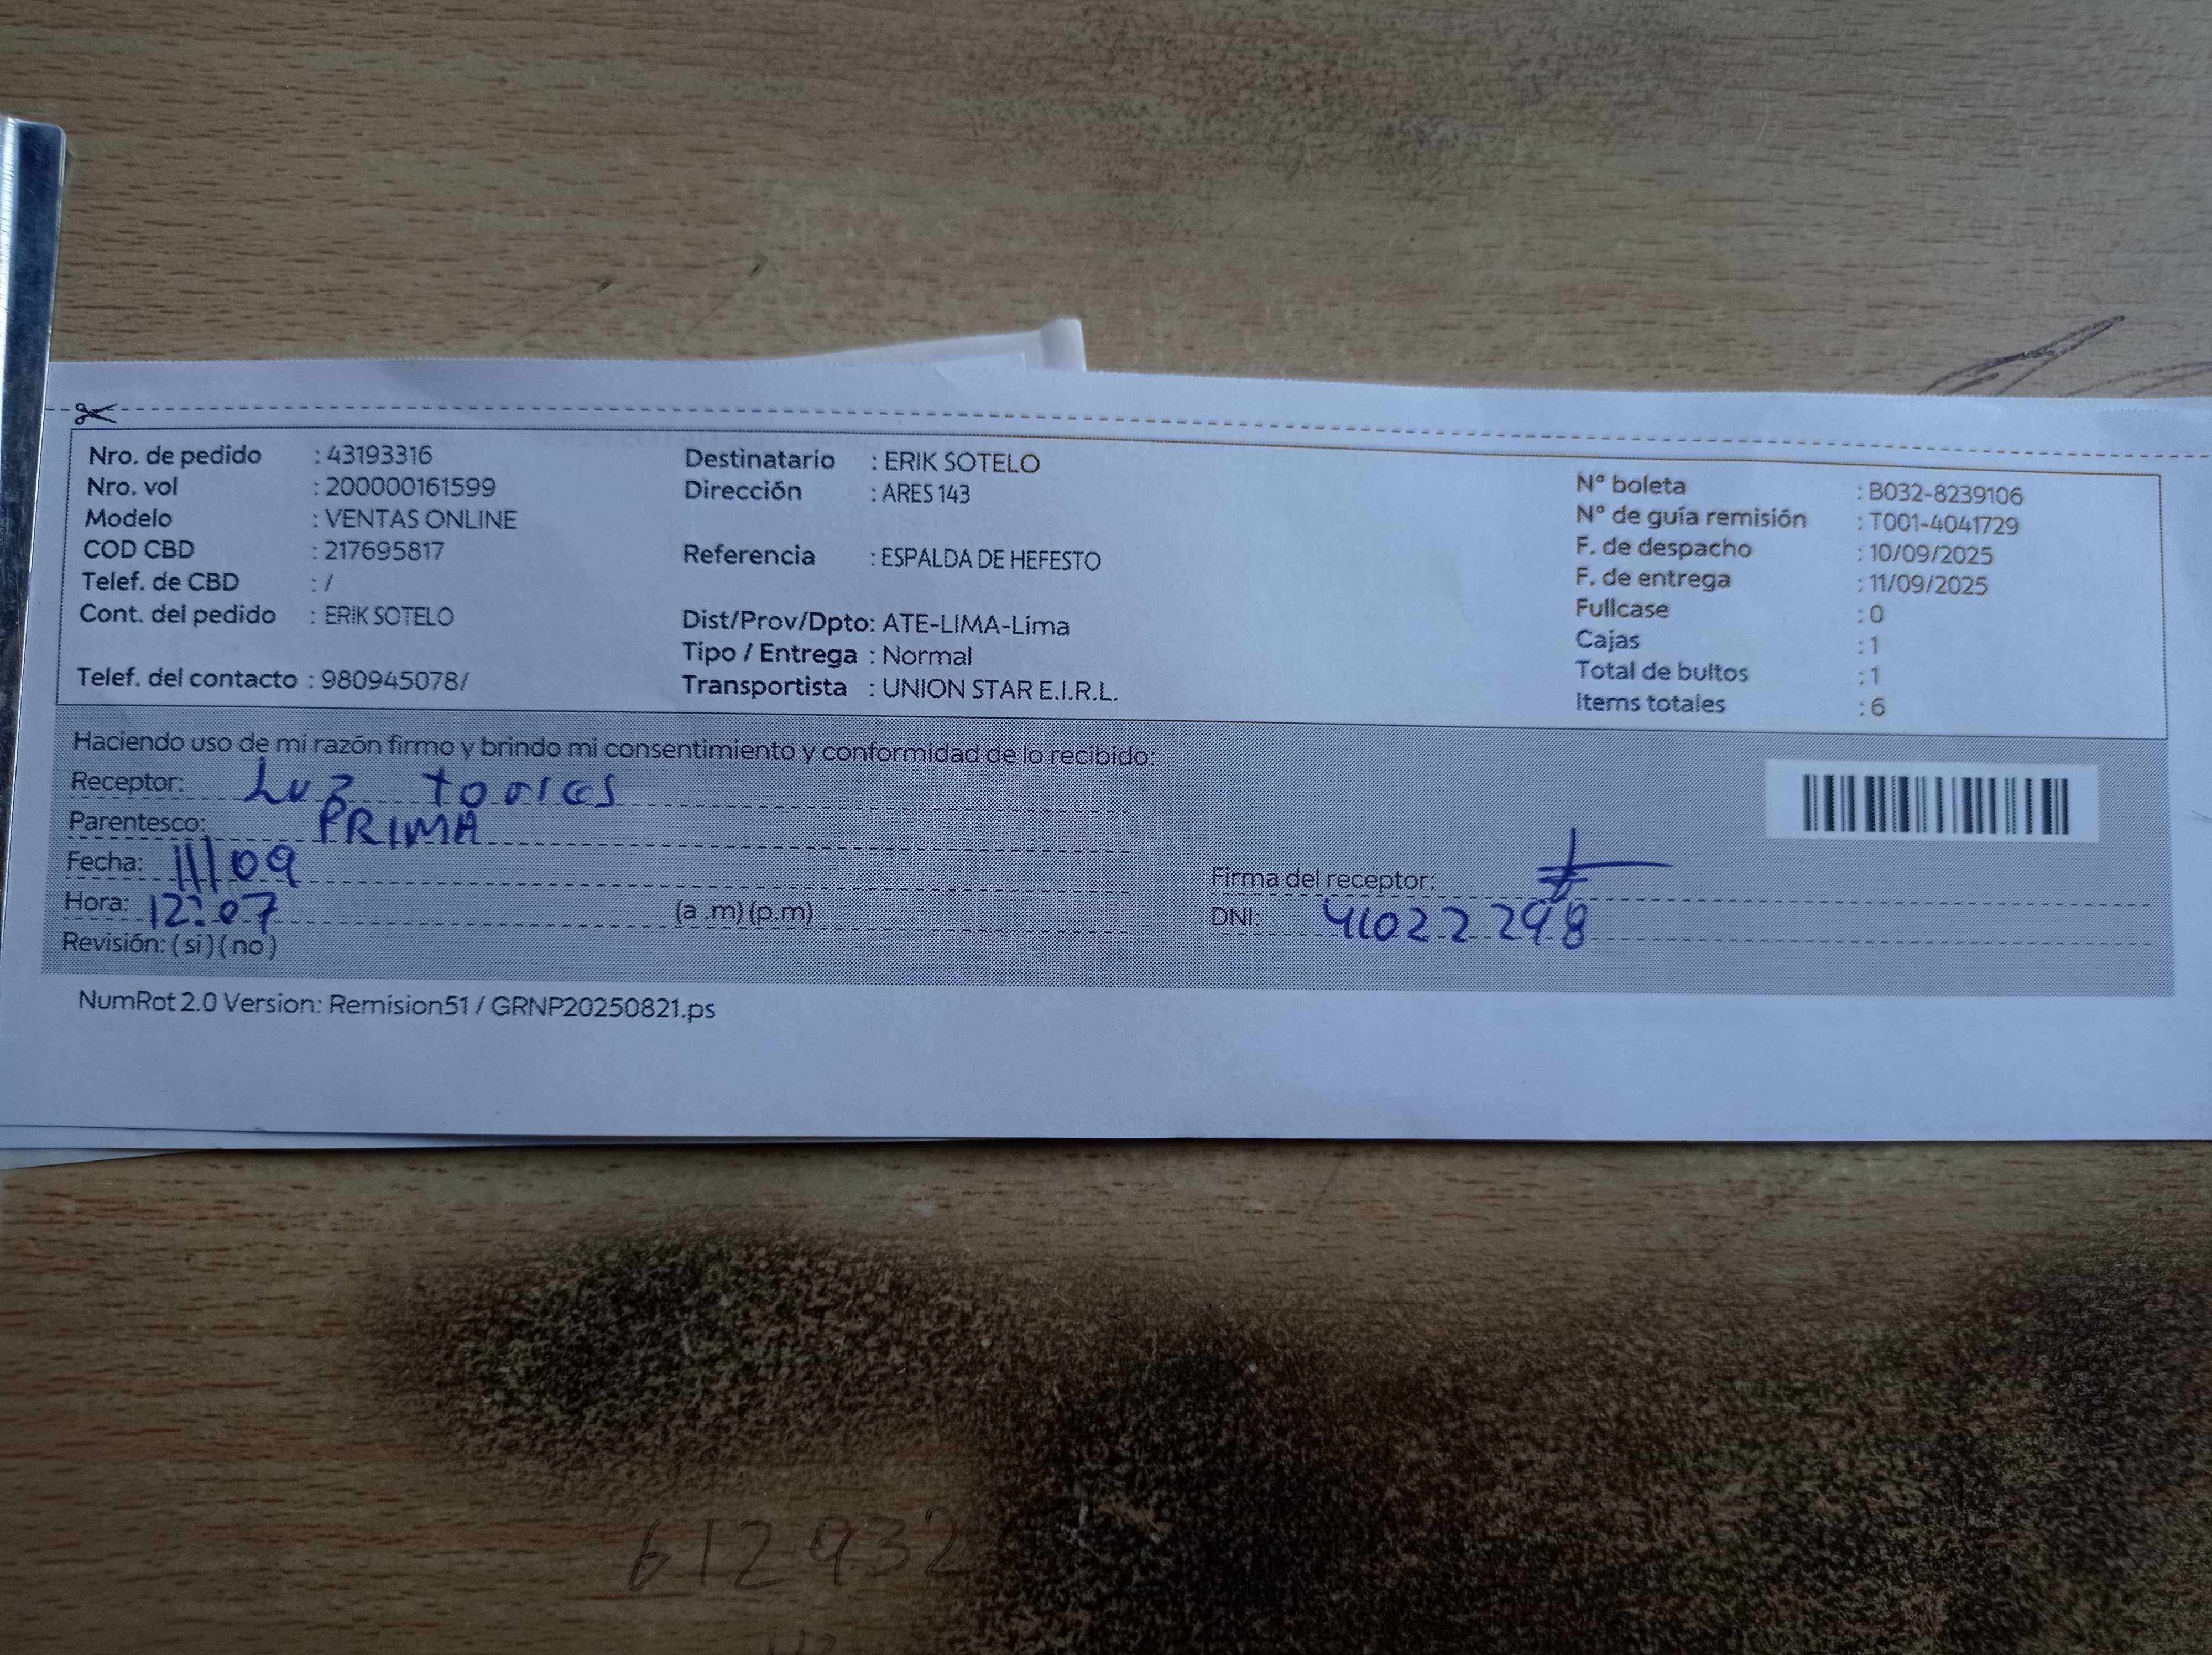 Nro. de pedido : 43193316
Nro. vol : 200000161599
Modelo : VENTAS ONLINE
COD CBD : 217695817
Telef. de CBD : /
Cont. del pedido : ERIK SOTELO
Telef. del contacto : 980945078/
Destinatario : ERIK SOTELO
Dirección : ARES 143
Referencia : ESPALDA DE HEFESTO
Dist/Prov/Dpto: ATE-LIMA-Lima
Tipo / Entrega : Normal
Transportista : UNION STAR E.I.R.L.
N° boleta : B032-8239106
N° de guía remisión : T001-4041729
F. de despacho : 10/09/2025
F. de entrega : 11/09/2025
Fullcase : 0
Cajas : 1
Total de bultos : 1
Items totales : 6
Haciendo uso de mi razón firmo y brindo mi consentimiento y conformidad de lo recibido:
Receptor: Luz torres
Parentesco: PRIMA
Fecha: 11/09
Hora: 12:07 (a .m) (p.m)
Revisión: ( si ) ( no )
Firma del receptor:
DNI: 41022298
NumRot 2.0 Version: Remision51 / GRNP20250821.ps
612932